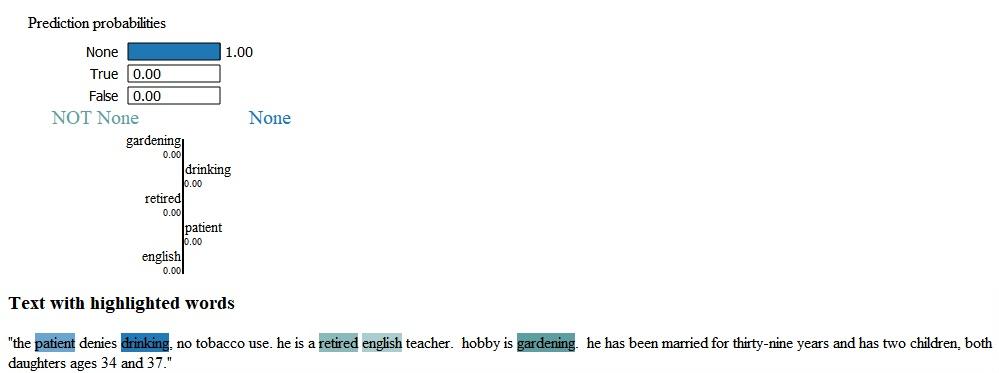 Prediction probabilities
None 1.00
True 0.00
False 0.00
NOT None None
gardening
0.00
drinking
0.00
retired
0.00
patient
0.00
english
0.00
Text with highlighted words
"the patient denies drinking, no tobacco use. he is a retired english teacher.  hobby is gardening.  he has been married for thirty-nine years and has two children, both
daughters ages 34 and 37."